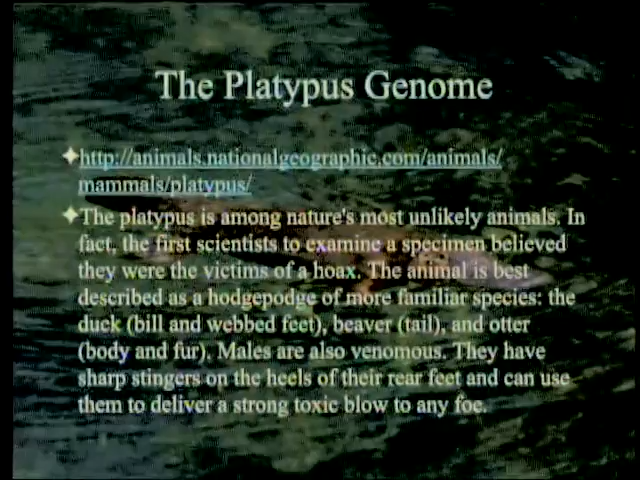 The Platypus Genome
http://animals.nationalgeographic.com/animals/
mammals/platypus/
The platypus is among nature's most unlikely animals. In
fact, the first scientists to examine a specimen believed
they were the victims of a hoax. The animal is best
described as a hodgepodge of more familiar species: the
duck (bill and webbed feet), beaver (tail), and otter
(body and fur). Males are also venomous. They have
sharp stingers on the heels of their rear feet and can use
them to deliver a strong toxic blow to any foe.